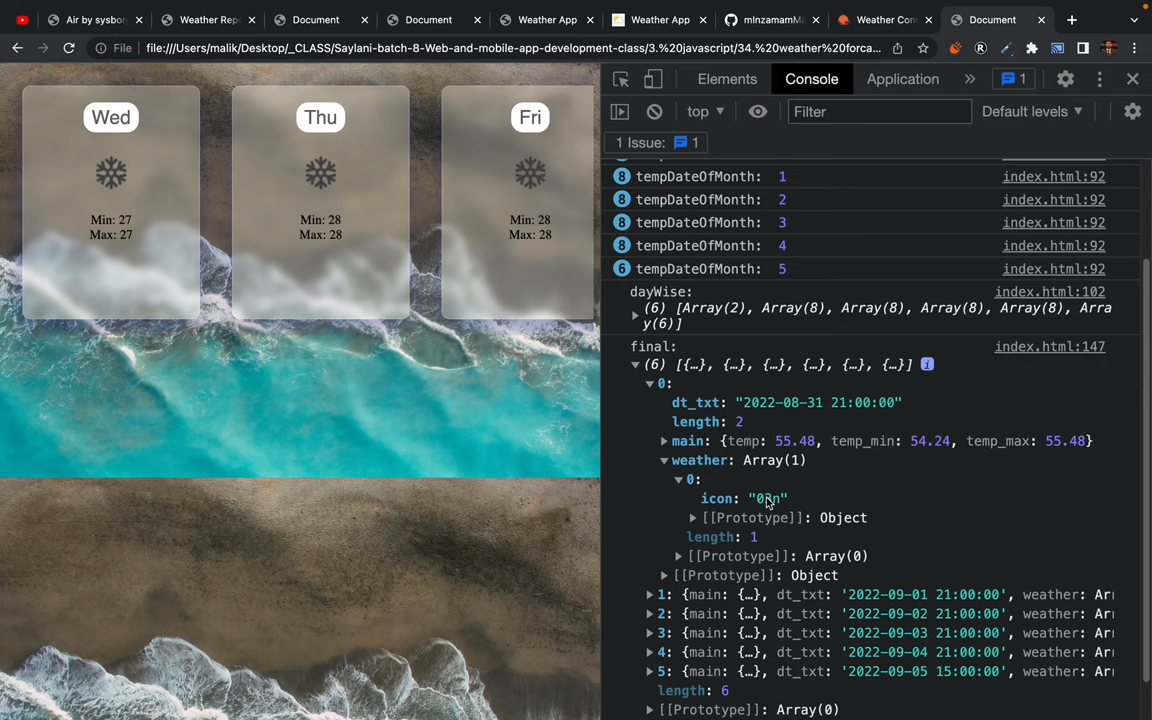 Air by sysbor
Weather Rep
Document
Document
Weather App
Weather App
mInzamamMa
Weather Con
Document
File
file:///Users/malik/Desktop/_CLASS/Saylani-batch-8-Web-and-mobile-app-development-class/3.%20javascript/34.%20weather%20forca...
Elements
Console
Application
1
top
Filter
Default levels
1 Issue:
1
8 tempDateOfMonth: 1 index.html:92
8 tempDateOfMonth: 2 index.html:92
8 tempDateOfMonth: 3 index.html:92
8 tempDateOfMonth: 4 index.html:92
6 tempDateOfMonth: 5 index.html:92
dayWise: index.html:102
(6) [Array(2), Array(8), Array(8), Array(8), Array(8), Arra
y(6)]
final: index.html:147
(6) [{…}, {…}, {…}, {…}, {…}, {…}]
0:
dt_txt: "2022-08-31 21:00:00"
length: 2
main: {temp: 55.48, temp_min: 54.24, temp_max: 55.48}
weather: Array(1)
0:
icon:
[[Prototype]]: Object
length: 1
[[Prototype]]: Array(0)
[[Prototype]]: Object
1: {main: {…}, dt_txt: '2022-09-01 21:00:00', weather: Arr
2: {main: {…}, dt_txt: '2022-09-02 21:00:00', weather: Arr
3: {main: {…}, dt_txt: '2022-09-03 21:00:00', weather: Arr
4: {main: {…}, dt_txt: '2022-09-04 21:00:00', weather: Arr
5: {main: {…}, dt_txt: '2022-09-05 15:00:00', weather: Arr
length: 6
[[Prototype]]: Array(0)
Wed
Min: 27
Max: 27
Thu
Min: 28
Max: 28
Fri
Min: 28
Max: 28